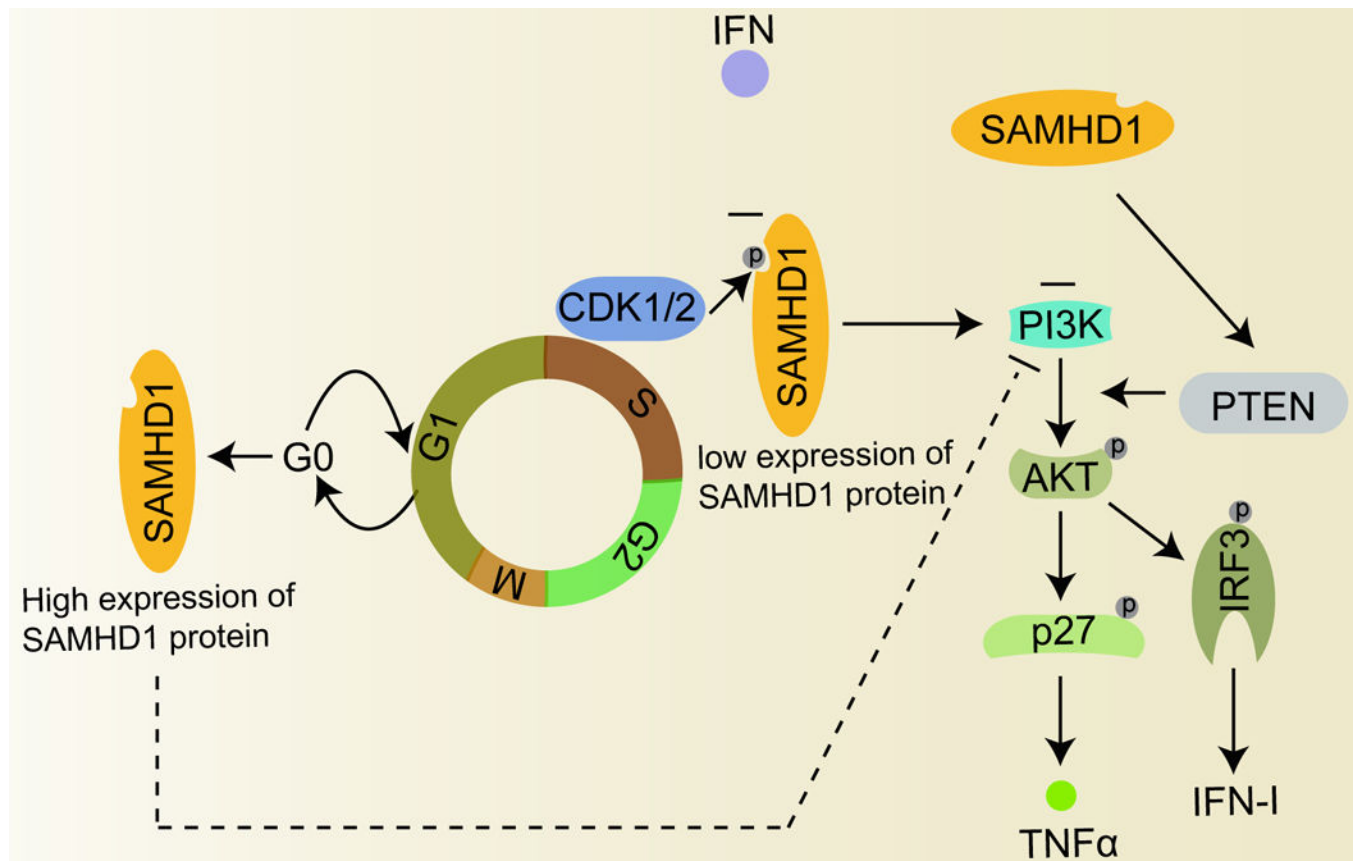 IFN
SAMHD1
p
SAMHD1
CDK1/2
PI3K
SAMHD1
G0
G1
S
G2
M
PTEN
low expression of
SAMHD1 protein
AKT
p
p
IRF3
High expression of
SAMHD1 protein
p
p27
IFN-I
TNFα